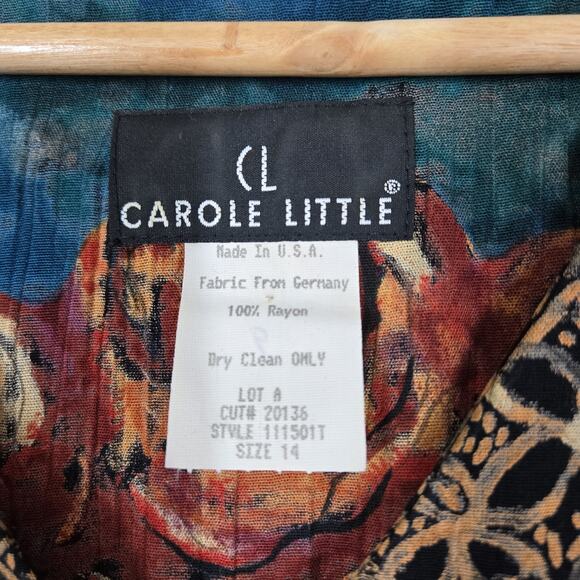 CL
CAROLE LITTLE®
Made In U.S.A.
Fabric From Germany
100% Rayon
Dry Clean ONLY
LOT A
CUT# 20136
STYLE 111501T
SIZE 14